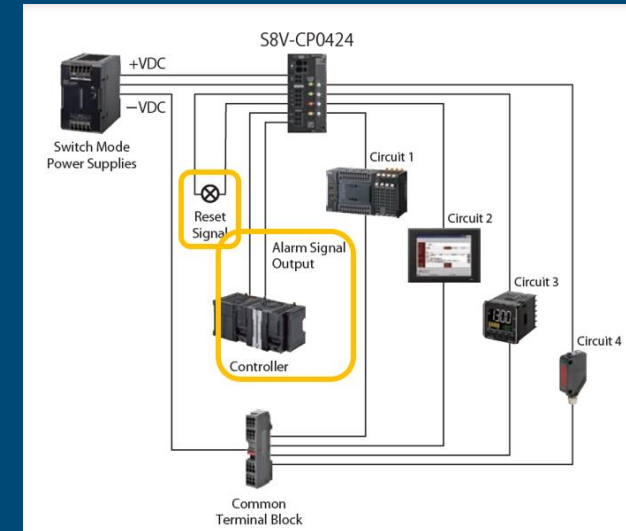 S8V-CP0424
+VDC
−VDC
Switch Mode
Power Supplies
Circuit 1
Reset
Signal
Circuit 2
Alarm Signal
Output
Circuit 3
1300
Circuit 4
Controller
Common
Terminal Block